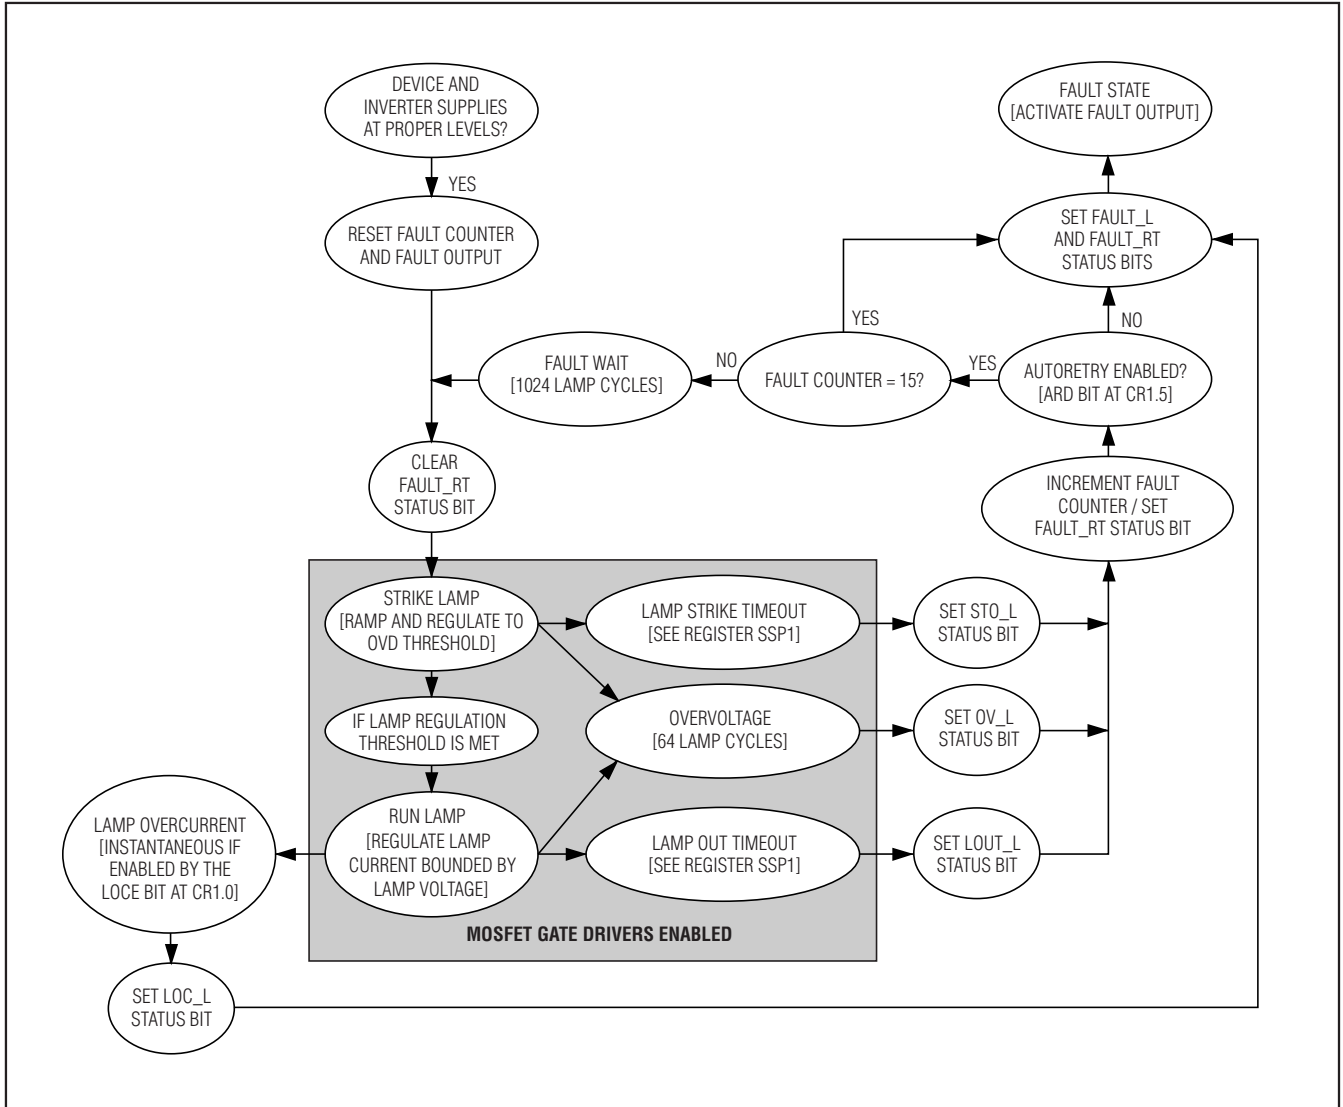 DEVICE AND
INVERTER SUPPLIES
AT PROPER LEVELS?
YES
RESET FAULT COUNTER
AND FAULT OUTPUT
FAULT STATE
[ACTIVATE FAULT OUTPUT]
SET FAULT_L
AND FAULT_RT
STATUS BITS
YES
NO
FAULT WAIT
[1024 LAMP CYCLES]
NO
FAULT COUNTER = 15?
YES
AUTORETRY ENABLED?
[ARD BIT AT CR1.5]
CLEAR
FAULT_RT
STATUS BIT
INCREMENT FAULT
COUNTER / SET
FAULT_RT STATUS BIT
STRIKE LAMP
[RAMP AND REGULATE TO
OVD THRESHOLD]
LAMP STRIKE TIMEOUT
[SEE REGISTER SSP1]
SET STO_L
STATUS BIT
IF LAMP REGULATION
THRESHOLD IS MET
OVERVOLTAGE
[64 LAMP CYCLES]
SET OV_L
STATUS BIT
LAMP OVERCURRENT
[INSTANTANEOUS IF
ENABLED BY THE
LOCE BIT AT CR1.0]
RUN LAMP
[REGULATE LAMP
CURRENT BOUNDED BY
LAMP VOLTAGE]
LAMP OUT TIMEOUT
[SEE REGISTER SSP1]
SET LOUT_L
STATUS BIT
MOSFET GATE DRIVERS ENABLED
SET LOC_L
STATUS BIT